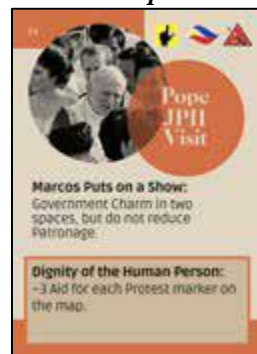 Pope
JPII
Visit
Marcos Puts on a Show:
Government Charm in two
spaces, but do not reduce
Patronage.
Dignity of the Human Person:
−3 Aid for each Protest marker on
the map.